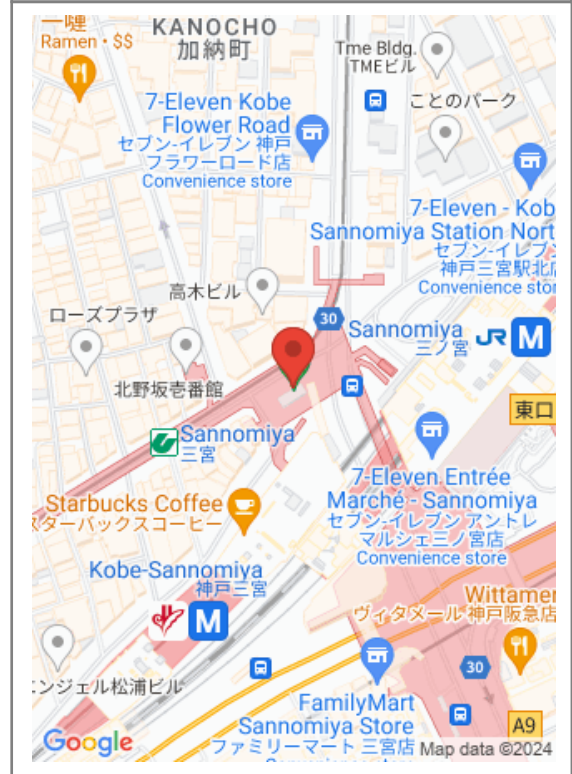 一哩
Ramen · $$
KANOCHO
加納町
Tme Bldg.
TMEビル
7-Eleven Kobe
Flower Road
セブン-イレブン 神戸
フラワーロード店
Convenience store
ことのパーク
7-Eleven - Kob
Sannomiya Station Nort
セブン-イレブン
神戸三宮駅北店
Convenience stor
高木ビル
30
ローズプラザ
Sannomiya
三ノ宮
JR
M
北野坂壱番館
東口
Sannomiya
三宮
7-Eleven Entrée
Marché - Sannomiya
セブン-イレブン アントレ
マルシェ三ノ宮店
Convenience store
Starbucks Coffee
スターバックスコーヒー
Kobe-Sannomiya
神戸三宮
M
Wittamer
ヴィタメール 神戸阪急店
エンジェル松浦ビル
30
FamilyMart
Sannomiya Store
ファミリーマート 三宮店
A9
Google
Map data ©2024